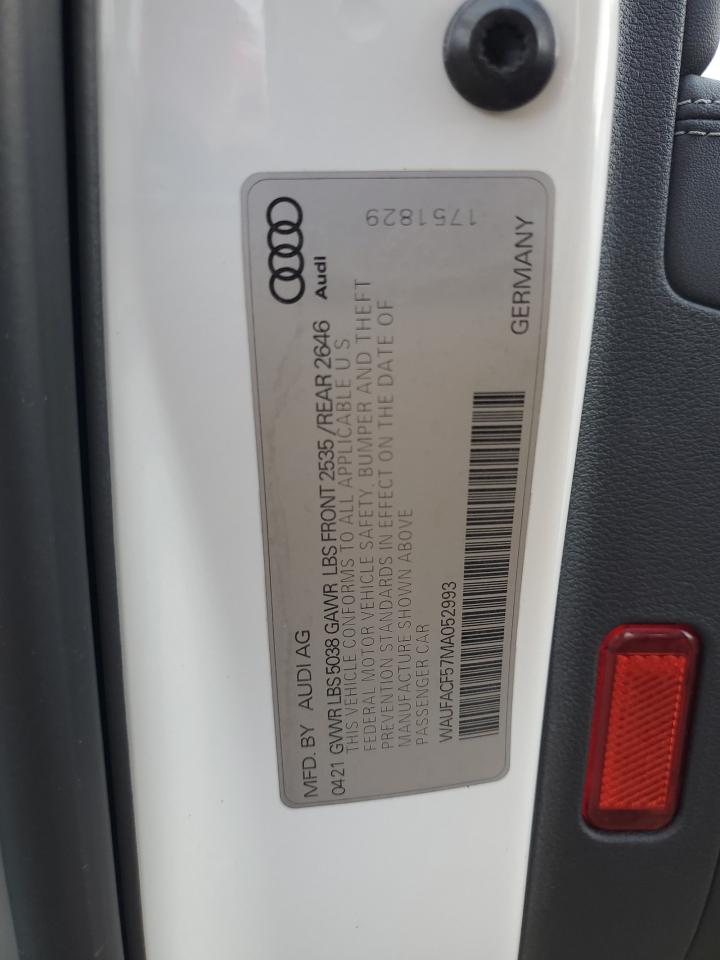 MFD. BY AUDI AG
Audi
0421 GVWR LBS 5038 GAWR LBS FRONT 2535 /REAR 2646
THIS VEHICLE CONFORMS TO ALL APPLICABLE U S
FEDERAL MOTOR VEHICLE SAFETY, BUMPER AND THEFT
PREVENTION STANDARDS IN EFFECT ON THE DATE OF
MANUFACTURE SHOWN ABOVE
PASSENGER CAR
WAUFACF57MA052993
GERMANY
1751829